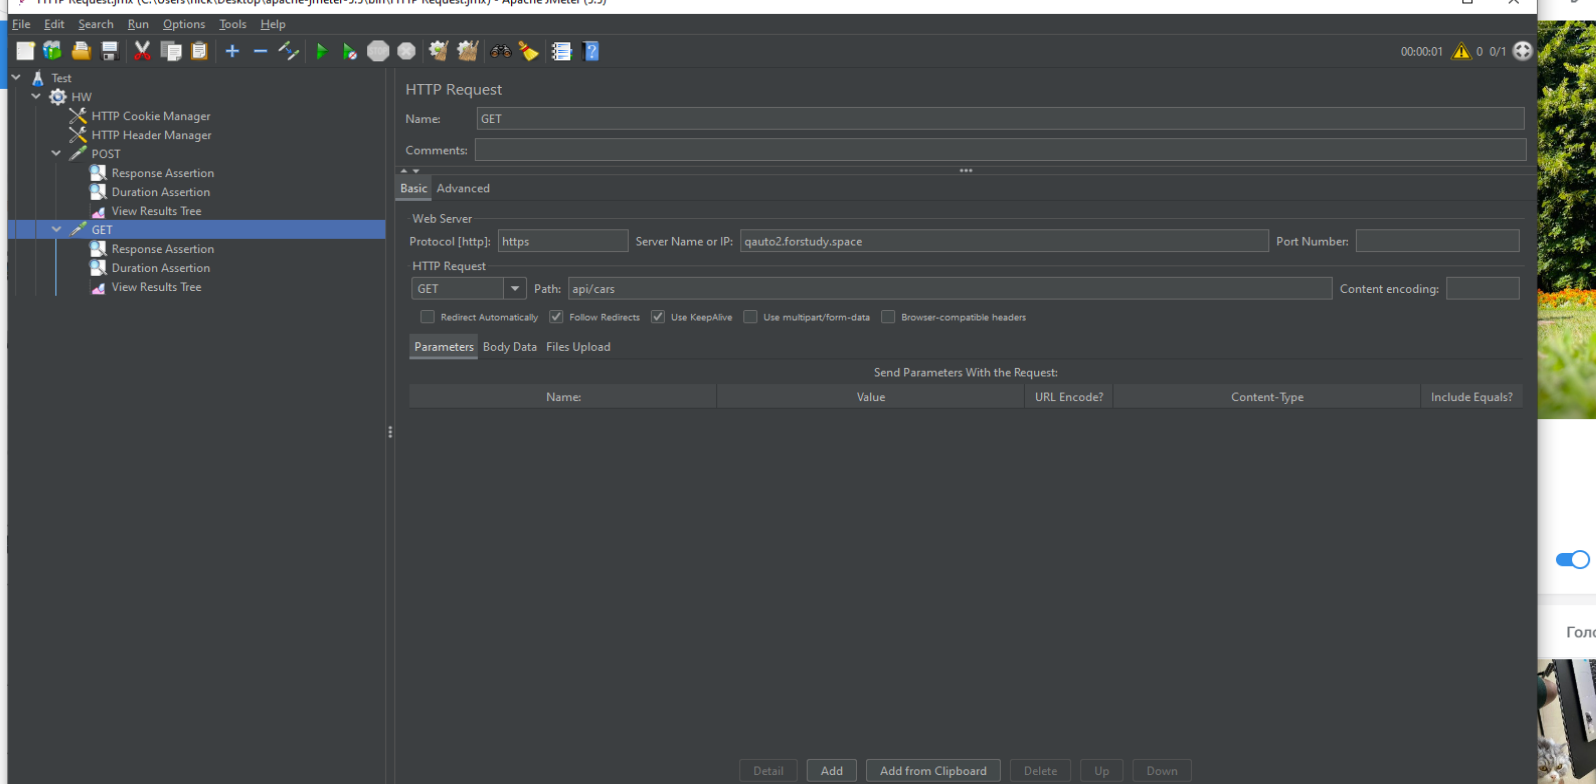 HTTP Request.jmx (C:\Users\nick\Desktop\apache-jmeter-5.5\bin\HTTP Request.jmx) - Apache JMeter (5.5)
File Edit Search Run Options Tools Help
00:00:01 0 0/1
Test
HW
HTTP Cookie Manager
HTTP Header Manager
POST
Response Assertion
Duration Assertion
View Results Tree
GET
Response Assertion
Duration Assertion
View Results Tree
HTTP Request
Name: GET
Comments:
Basic Advanced
Web Server
Protocol [http]: https Server Name or IP: qauto2.forstudy.space Port Number:
HTTP Request
GET Path: api/cars Content encoding:
Redirect Automatically Follow Redirects Use KeepAlive Use multipart/form-data Browser-compatible headers
Parameters Body Data Files Upload
Send Parameters With the Request:
Name: Value URL Encode? Content-Type Include Equals?
Detail Add Add from Clipboard Delete Up Down